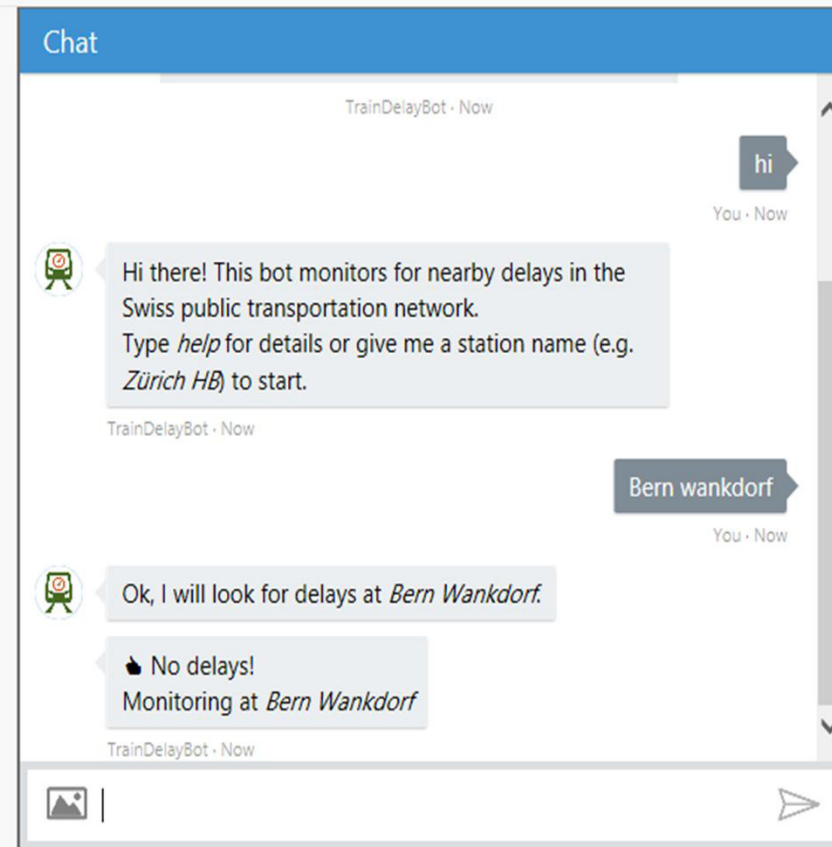 Chat
TrainDelayBot · Now
hi
You · Now
Hi there! This bot monitors for nearby delays in the
Swiss public transportation network.
Type help for details or give me a station name (e.g.
Zürich HB) to start.
TrainDelayBot · Now
Bern wankdorf
You · Now
Ok, I will look for delays at Bern Wankdorf.
No delays!
Monitoring at Bern Wankdorf
TrainDelayBot · Now